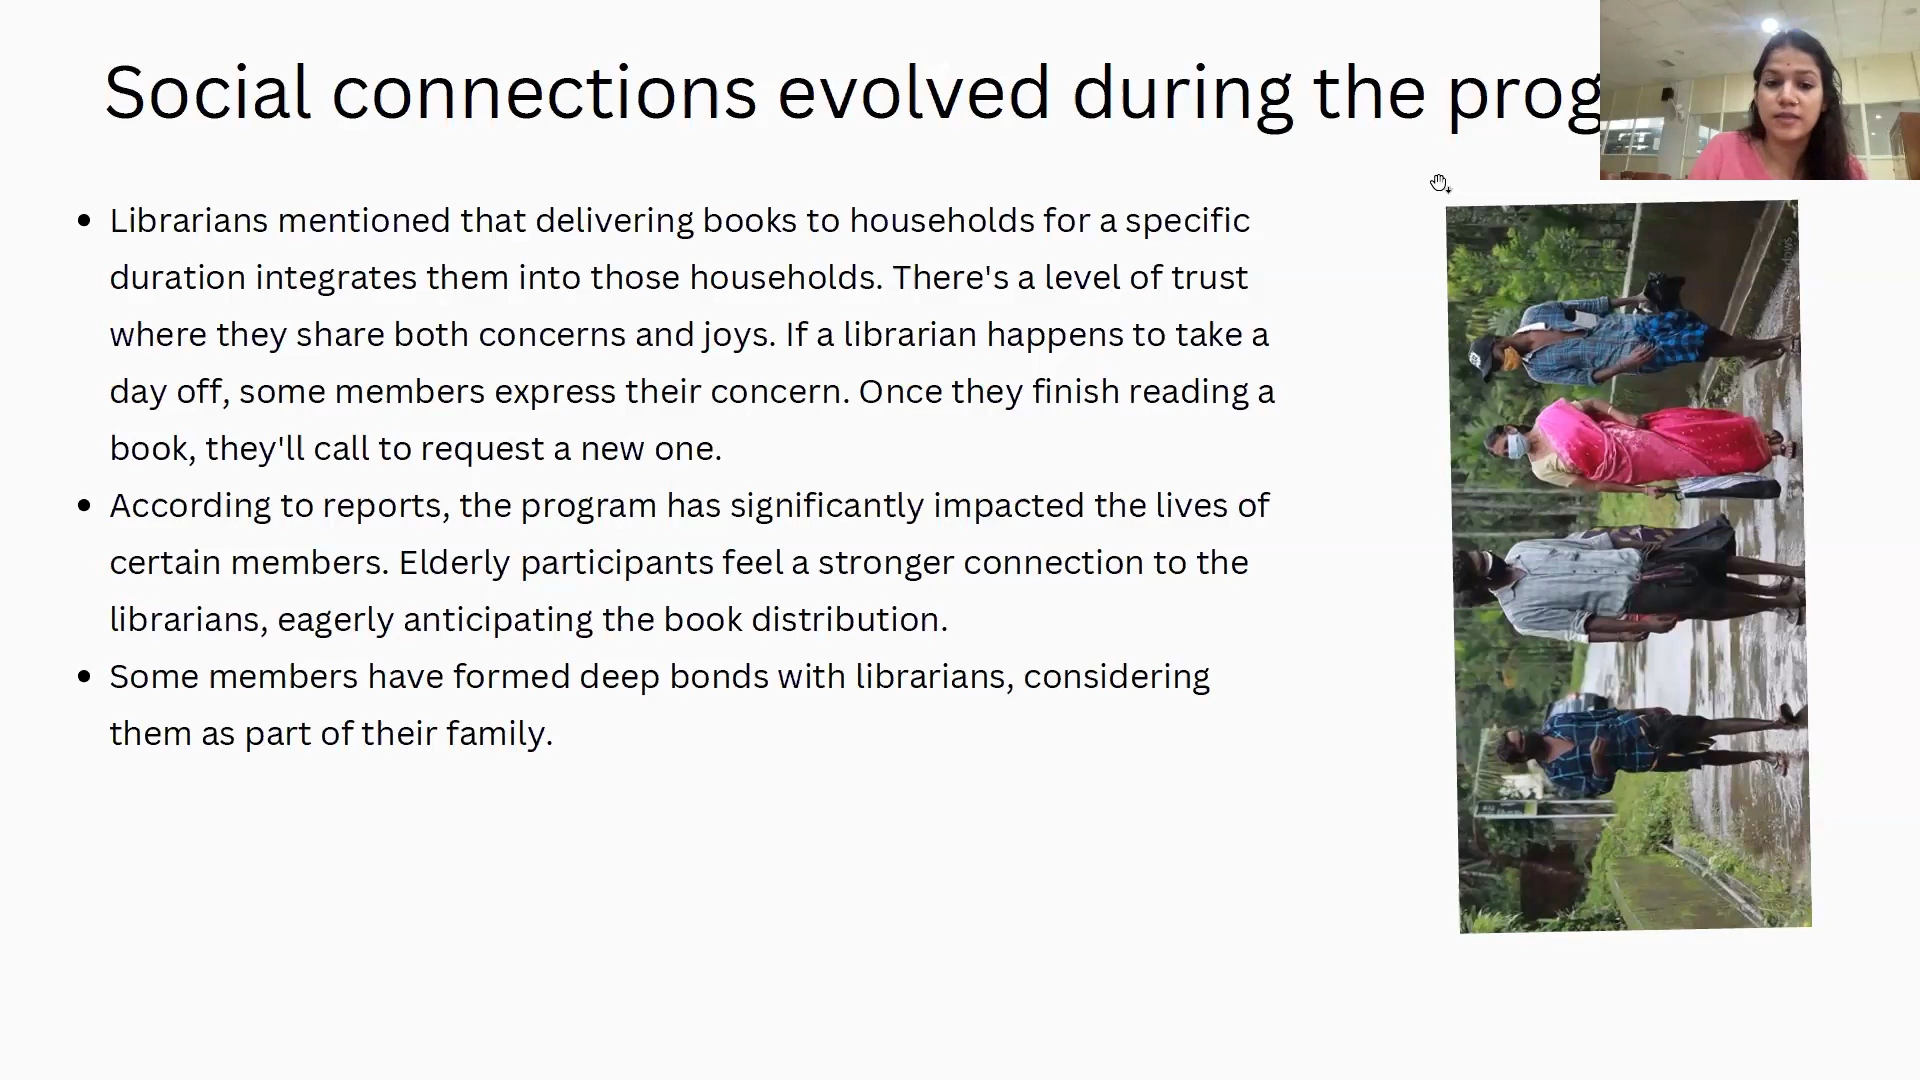 Social connections evolved during the prog
• Librarians mentioned that delivering books to households for a specific
duration integrates them into those households. There's a level of trust
where they share both concerns and joys. If a librarian happens to take a
day off, some members express their concern. Once they finish reading a
book, they'll call to request a new one.
• According to reports, the program has significantly impacted the lives of
certain members. Elderly participants feel a stronger connection to the
librarians, eagerly anticipating the book distribution.
• Some members have formed deep bonds with librarians, considering
them as part of their family.